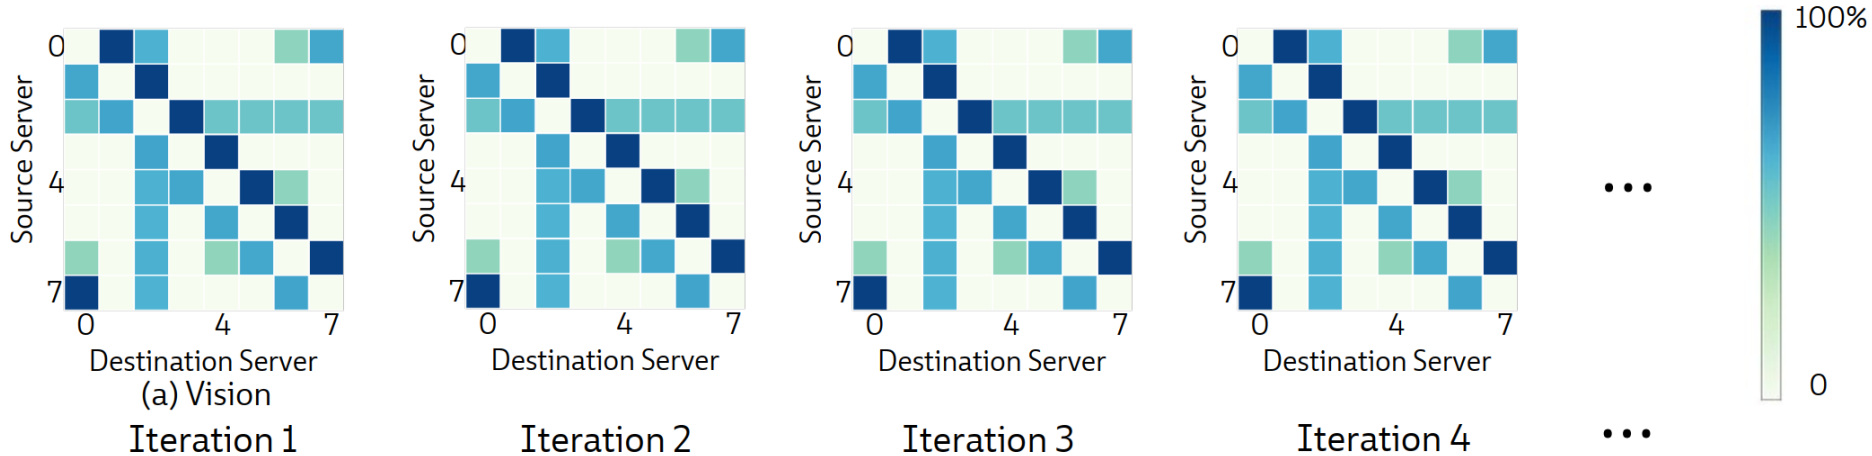 0 0 0 0 100%
Source Server Source Server Source Server Source Server
4 4 4 4 ...
7 7 7 7 0
0 4 7 0 4 7 0 4 7 0 4 7
Destination Server Destination Server Destination Server Destination Server
(a) Vision
Iteration 1 Iteration 2 Iteration 3 Iteration 4 ...